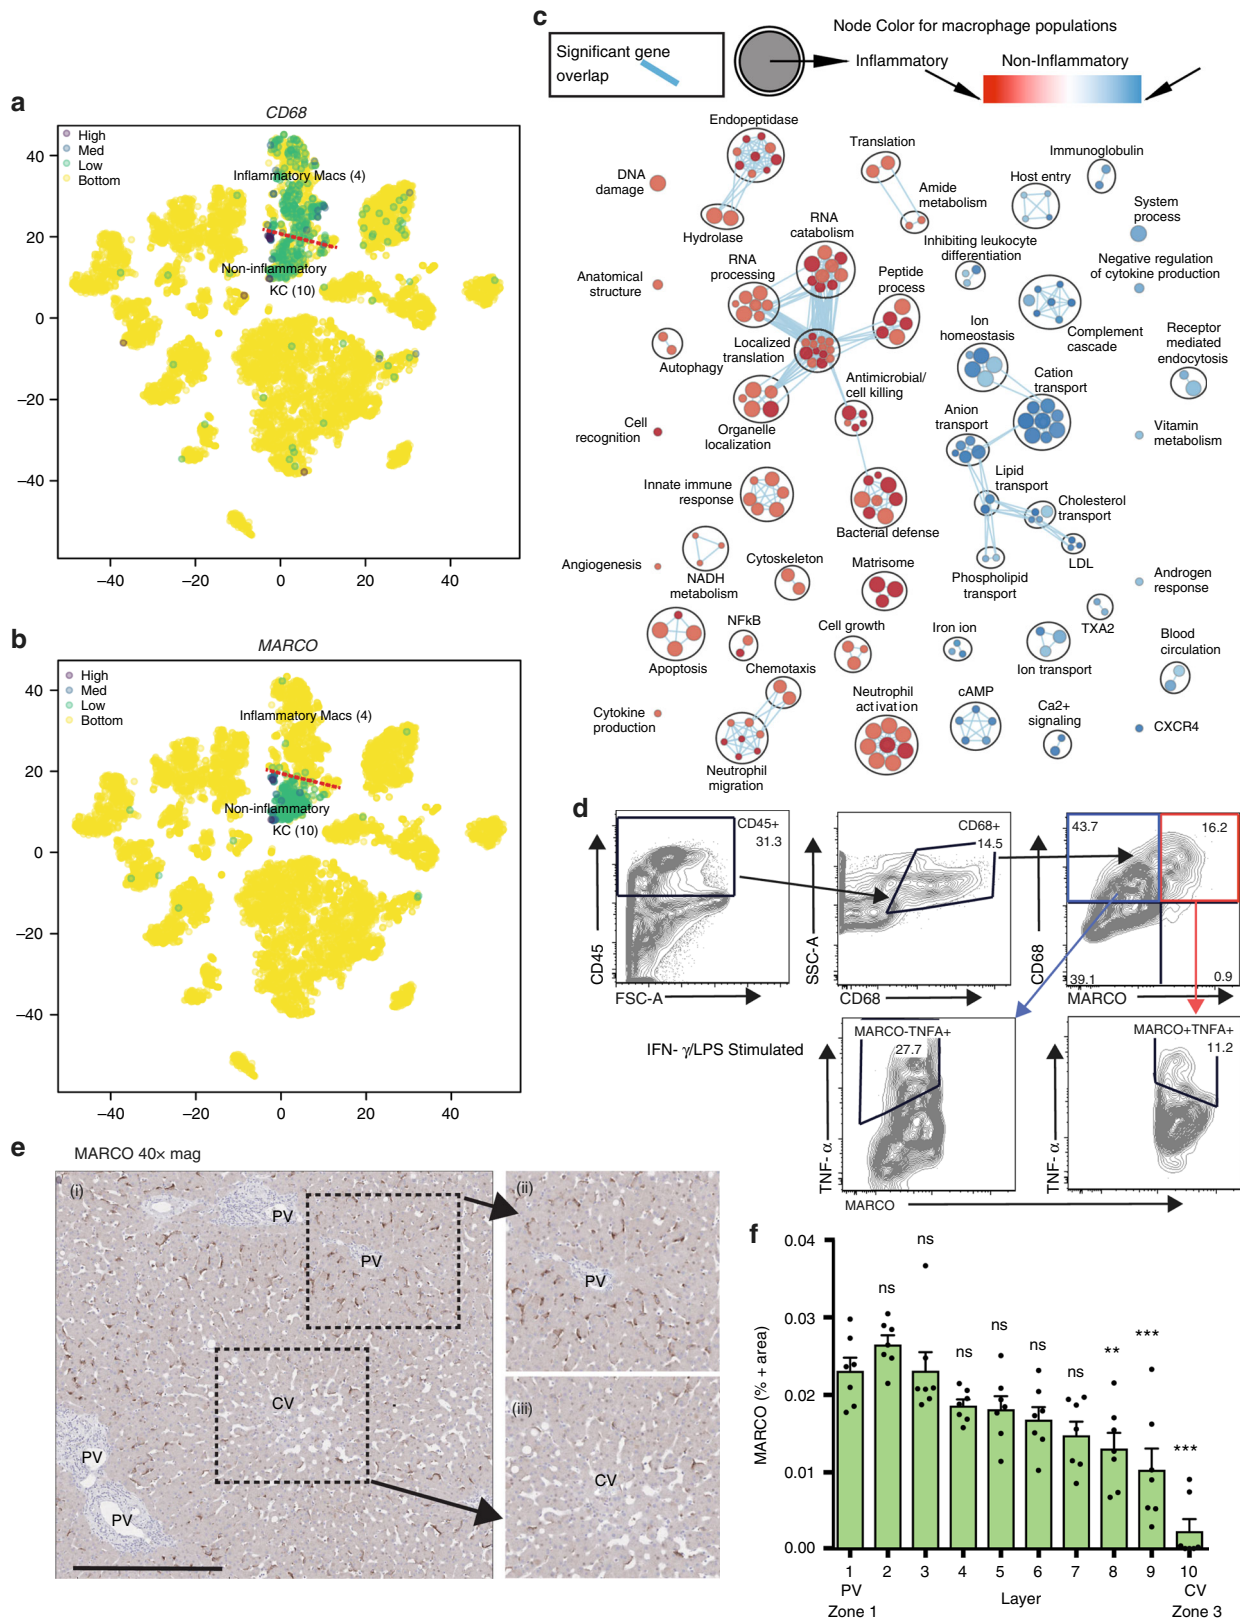 a
CD68
High
Med
Low
Bottom
Inflammatory Macs (4)
Non-inflammatory
KC (10)
40
20
0
−20
−40
−40
−20
0
20
40
b
MARCO
High
Med
Low
Bottom
Inflammatory Macs (4)
Non-inflammatory
KC (10)
40
20
0
−20
−40
−40
−20
0
20
40
c
Significant gene
overlap
Node Color for macrophage populations
Inflammatory
Non-Inflammatory
Endopeptidase
DNA
damage
Hydrolase
Translation
Amide
metabolism
Immunoglobulin
Host entry
System
process
RNA
catabolism
Inhibiting leukocyte
differentiation
Negative regulation
of cytokine production
Anatomical
structure
RNA
processing
Peptide
process
Ion
homeostasis
Complement
cascade
Receptor
mediated
endocytosis
Autophagy
Localized
translation
Cation
transport
Antimicrobial/
cell killing
Anion
transport
Cell
recognition
Organelle
localization
Vitamin
metabolism
Innate immune
response
Lipid
transport
Cholesterol
transport
Bacterial defense
LDL
Angiogenesis
NADH
metabolism
Cytoskeleton
Matrisome
Phospholipid
transport
Androgen
response
TXA2
Apoptosis
NFkB
Cell growth
Iron ion
Ion transport
Blood
circulation
Chemotaxis
Cytokine
production
Neutrophil
migration
Neutrophil
activation
cAMP
Ca2+
signaling
CXCR4
d
CD45+
31.3
CD45
FSC-A
CD68+
14.5
SSC-A
CD68
43.7
16.2
39.1
0.9
CD68
MARCO
IFN- γ/LPS Stimulated
MARCO-TNFA+
27.7
TNF- α
MARCO+TNFA+
11.2
TNF- α
MARCO
e
MARCO 40× mag
(i)
PV
PV
CV
PV
PV
(ii)
PV
(iii)
CV
f
MARCO (% + area)
0.04
0.03
0.02
0.01
0.00
ns
ns
ns
ns
ns
ns
**
***
***
1
2
3
4
5
6
7
8
9
10
PV
Zone 1
Layer
CV
Zone 3